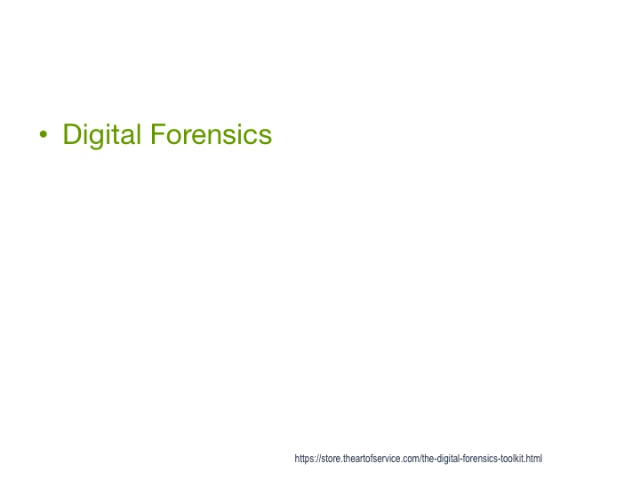 • Digital Forensics
https://store.theartofservice.com/the-digital-forensics-toolkit.html